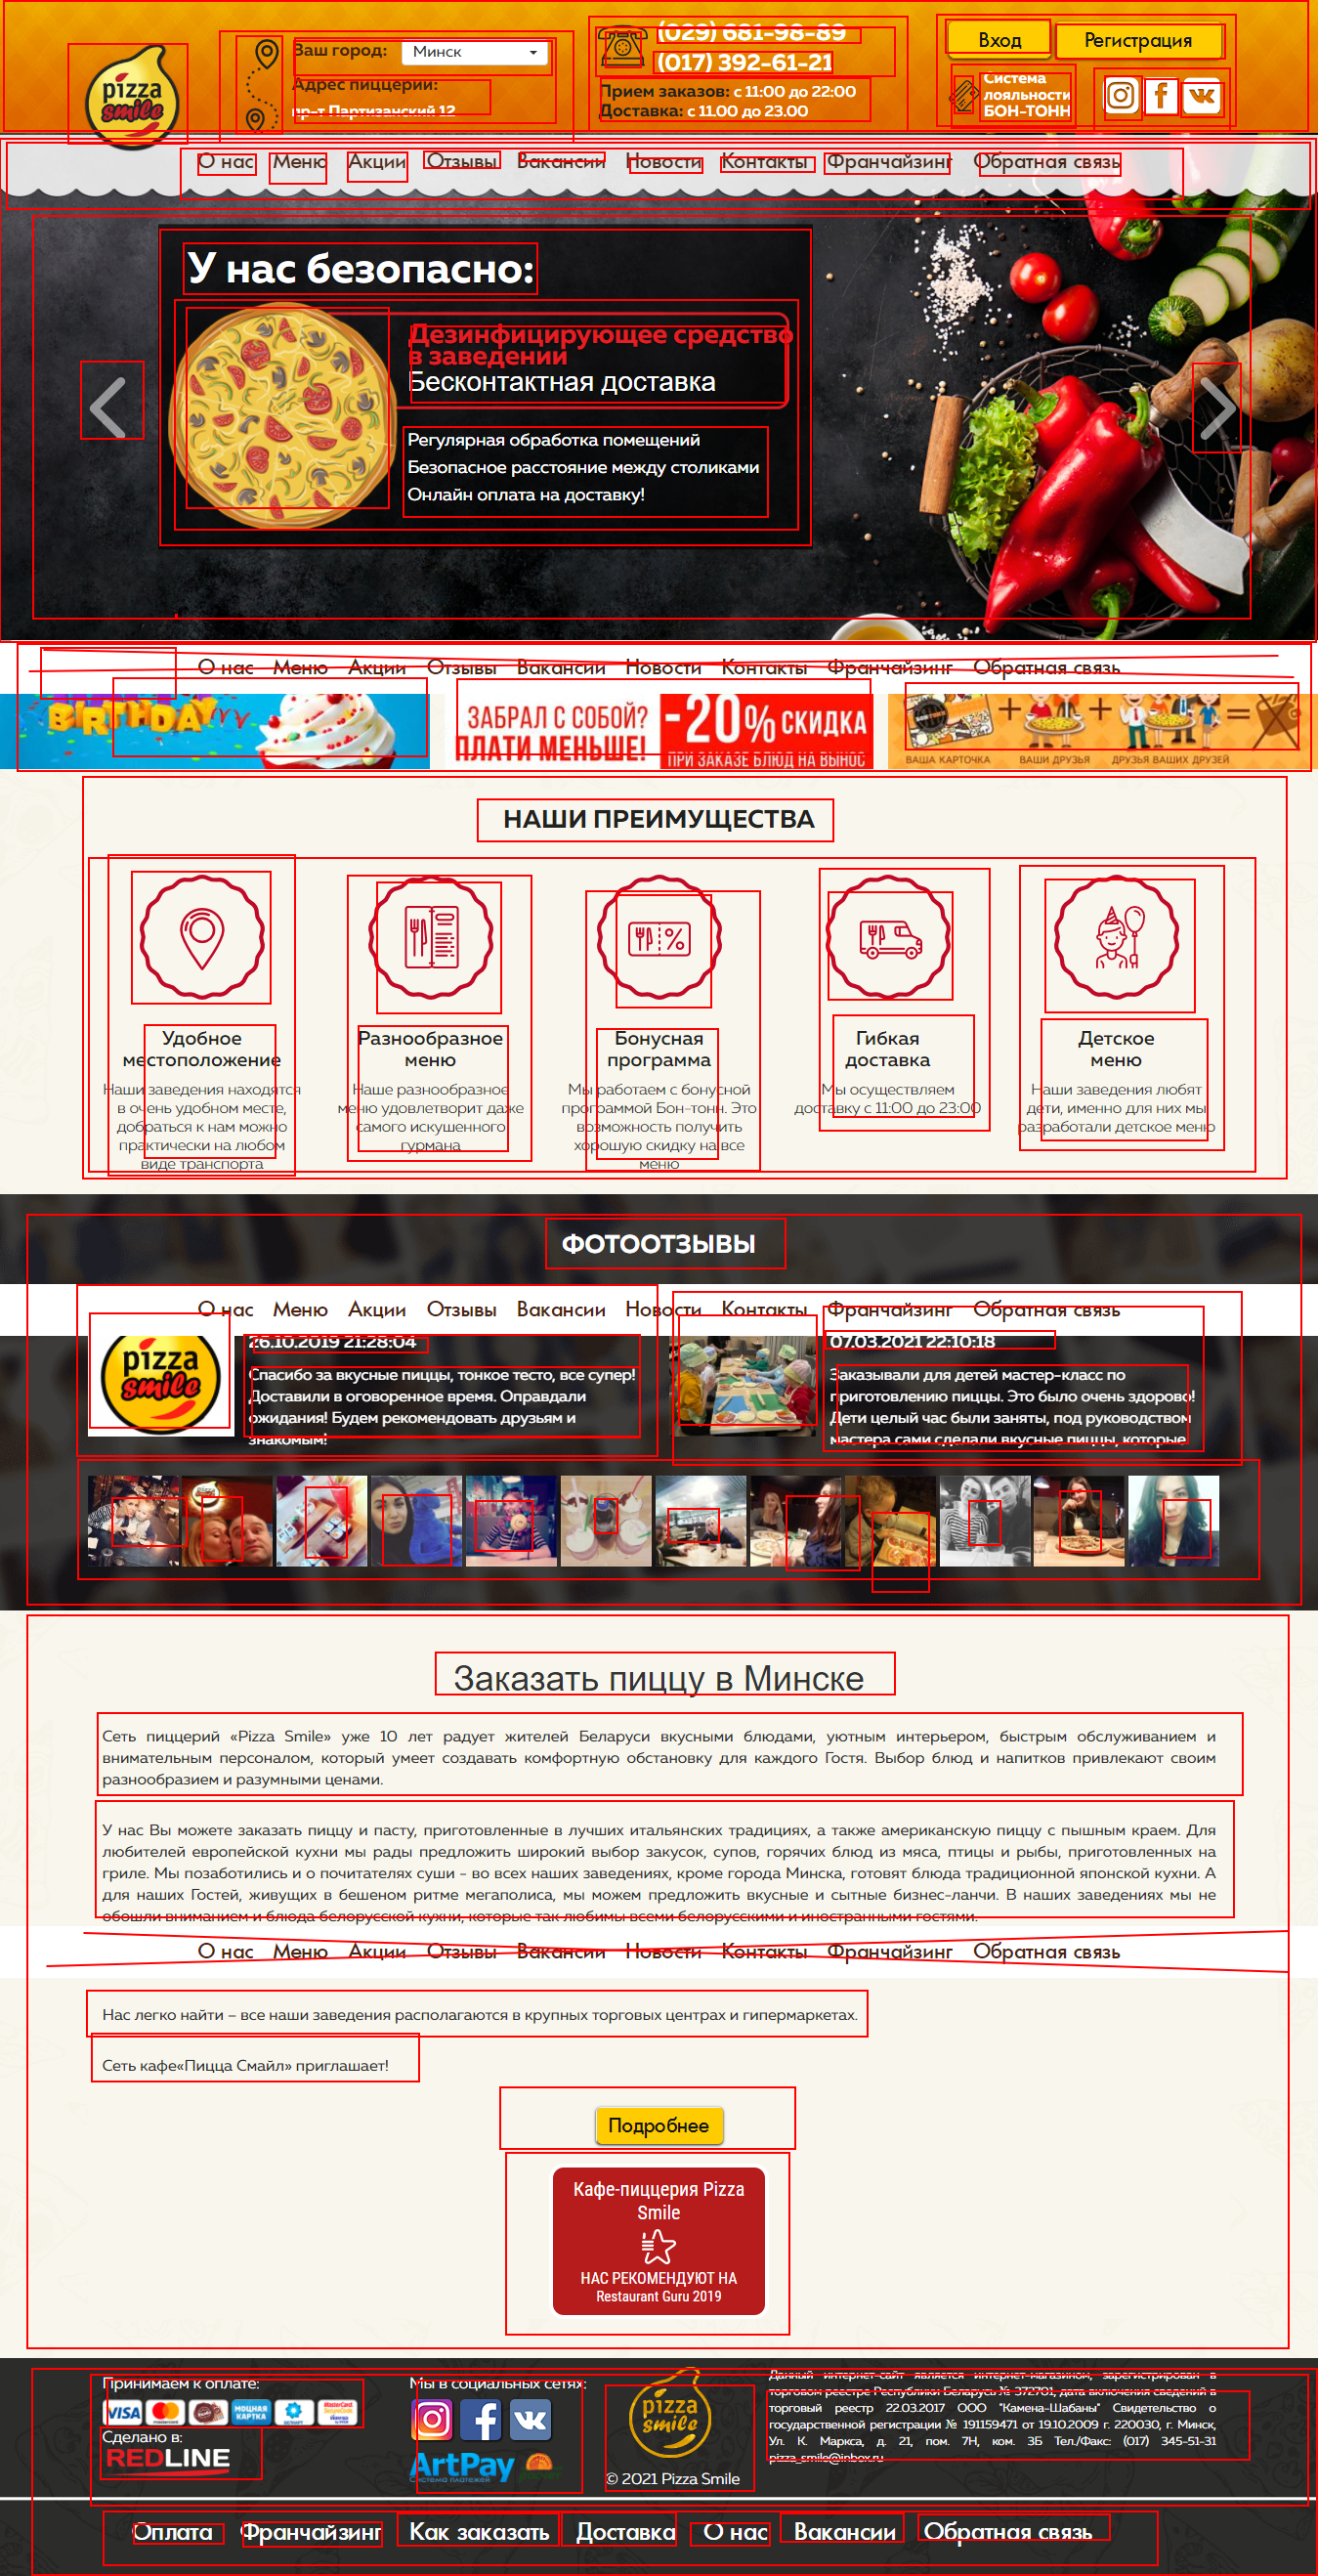 pizza
smile
Ваш город: Минск
Адрес пиццерии:
пр-т Партизанский 12
(029) 681-98-89
(017) 392-61-21
Прием заказов: с 11:00 до 22:00
Доставка: с 11.00 до 23.00
Вход
Регистрация
Система
лояльности
БОН-ТОНН
О нас Меню Акции Отзывы Вакансии Новости Контакты Франчайзинг Обратная связь
У нас безопасно:
Дезинфицирующее средство
в заведении
Бесконтактная доставка
Регулярная обработка помещений
Безопасное расстояние между столиками
Онлайн оплата на доставку!
О нас Меню Акции Отзывы Вакансии Новости Контакты Франчайзинг Обратная связь
BIRTHDAY
ЗАБРАЛ С СОБОЙ?
ПЛАТИ МЕНЬШЕ!
-20% СКИДКА
ПРИ ЗАКАЗЕ БЛЮД НА ВЫНОС
ВАША КАРТОЧКА ВАШИ ДРУЗЬЯ ДРУЗЬЯ ВАШИХ ДРУЗЕЙ
НАШИ ПРЕИМУЩЕСТВА
Удобное
местоположение
Наши заведения находятся
в очень удобном месте,
добраться к нам можно
практически на любом
виде транспорта
Разнообразное
меню
Наше разнообразное
меню удовлетворит даже
самого искушенного
гурмана
Бонусная
программа
Мы работаем с бонусной
программой Бон-тонн. Это
возможность получить
хорошую скидку на все
меню
Гибкая
доставка
Мы осуществляем
доставку с 11:00 до 23:00
Детское
меню
Наши заведения любят
дети, именно для них мы
разработали детское меню
ФОТООТЗЫВЫ
О нас Меню Акции Отзывы Вакансии Новости Контакты Франчайзинг Обратная связь
pizza
smile
26.10.2019 21:28:04
Спасибо за вкусные пиццы, тонкое тесто, все супер!
Доставили в оговоренное время. Оправдали
ожидания! Будем рекомендовать друзьям и
знакомым!
07.03.2021 22:10:18
Заказывали для детей мастер-класс по
приготовлению пиццы. Это было очень здорово!
Дети целый час были заняты, под руководством
мастера сами сделали вкусные пиццы, которые
Заказать пиццу в Минске
Сеть пиццерий «Pizza Smile» уже 10 лет радует жителей Беларуси вкусными блюдами, уютным интерьером, быстрым обслуживанием и
внимательным персоналом, который умеет создавать комфортную обстановку для каждого Гостя. Выбор блюд и напитков привлекают своим
разнообразием и разумными ценами.
У нас Вы можете заказать пиццу и пасту, приготовленные в лучших итальянских традициях, а также американскую пиццу с пышным краем. Для
любителей европейской кухни мы рады предложить широкий выбор закусок, супов, горячих блюд из мяса, птицы и рыбы, приготовленных на
гриле. Мы позаботились и о почитателях суши - во всех наших заведениях, кроме города Минска, готовят блюда традиционной японской кухни. А
для наших Гостей, живущих в бешеном ритме мегаполиса, мы можем предложить вкусные и сытные бизнес-ланчи. В наших заведениях мы не
обошли вниманием и блюда белорусской кухни, которые так любимы всеми белорусскими и иностранными гостями.
О нас Меню Акции Отзывы Вакансии Новости Контакты Франчайзинг Обратная связь
Нас легко найти – все наши заведения располагаются в крупных торговых центрах и гипермаркетах.
Сеть кафе«Пицца Смайл» приглашает!
Подробнее
Кафе-пиццерия Pizza
Smile
НАС РЕКОМЕНДУЮТ НА
Restaurant Guru 2019
Принимаем к оплате:
VISA
МОЦНАЯ
КАРТКА
Сделано в:
REDLINE
Мы в социальных сетях:
ArtPay
Система платежей
pizza
smile
© 2021 Pizza Smile
Данный интернет-сайт является интернет-магазином, зарегистрирован в
торговом реестре Республики Беларусь № 372701, дата включения сведений в
торговый реестр 22.03.2017 ООО "Камена-Шабаны" Свидетельство о
государственной регистрации № 191159471 от 19.10.2009 г. 220030, г. Минск,
Ул. К. Маркса, д. 21, пом. 7Н, ком. 3Б Тел./Факс: (017) 345-51-31
pizza_smile@inbox.ru
Оплата Франчайзинг Как заказать Доставка О нас Вакансии Обратная связь